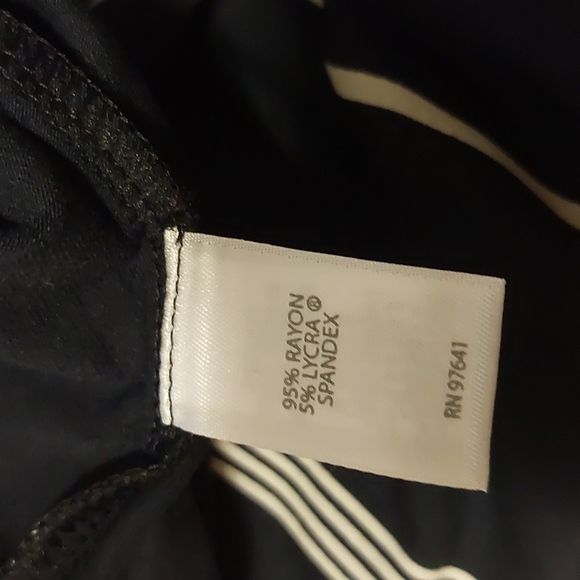 95% RAYON
5% LYCRA ®
SPANDEX
RN 97641